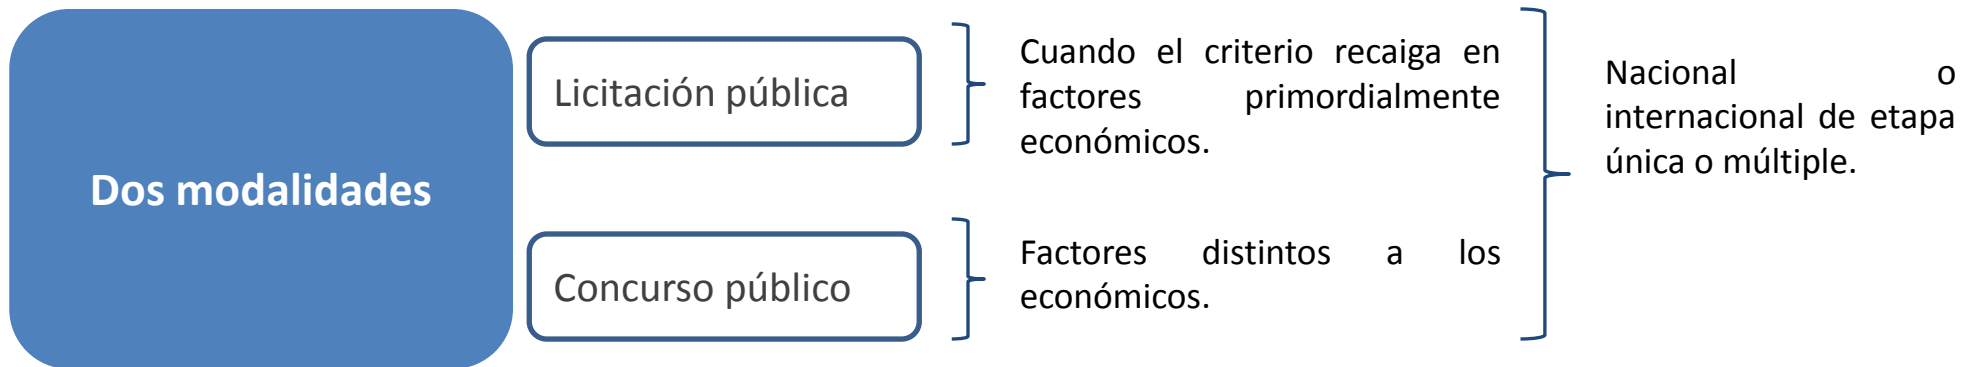 Dos modalidades
Licitación pública
Cuando el criterio recaiga en
factores primordialmente
económicos.
Concurso público
Factores distintos a los
económicos.
Nacional o
internacional de etapa
única o múltiple.